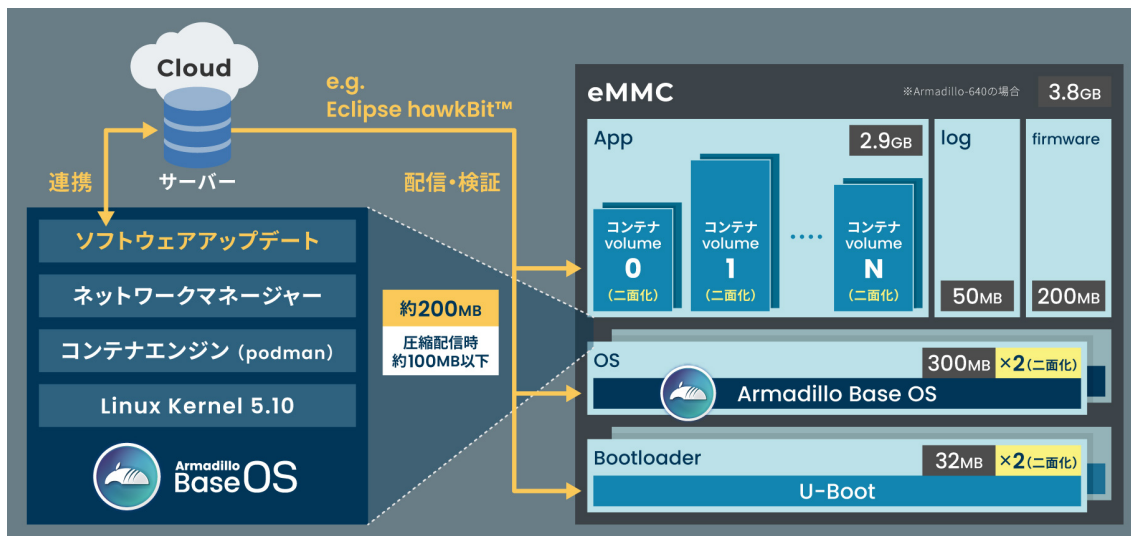 Cloud
サーバー
e.g.
Eclipse hawkBit™
連携
配信・検証
ソフトウェアアップデート
ネットワークマネージャー
コンテナエンジン (podman)
Linux Kernel 5.10
Armadillo
Base OS
約200MB
圧縮配信時
約100MB以下
eMMC
※Armadillo-640の場合
3.8GB
App
2.9GB
コンテナ
volume
0
(二面化)
コンテナ
volume
1
(二面化)
••••
コンテナ
volume
N
(二面化)
log
50MB
firmware
200MB
OS
300MB ×2(二面化)
Armadillo Base OS
Bootloader
32MB ×2(二面化)
U-Boot